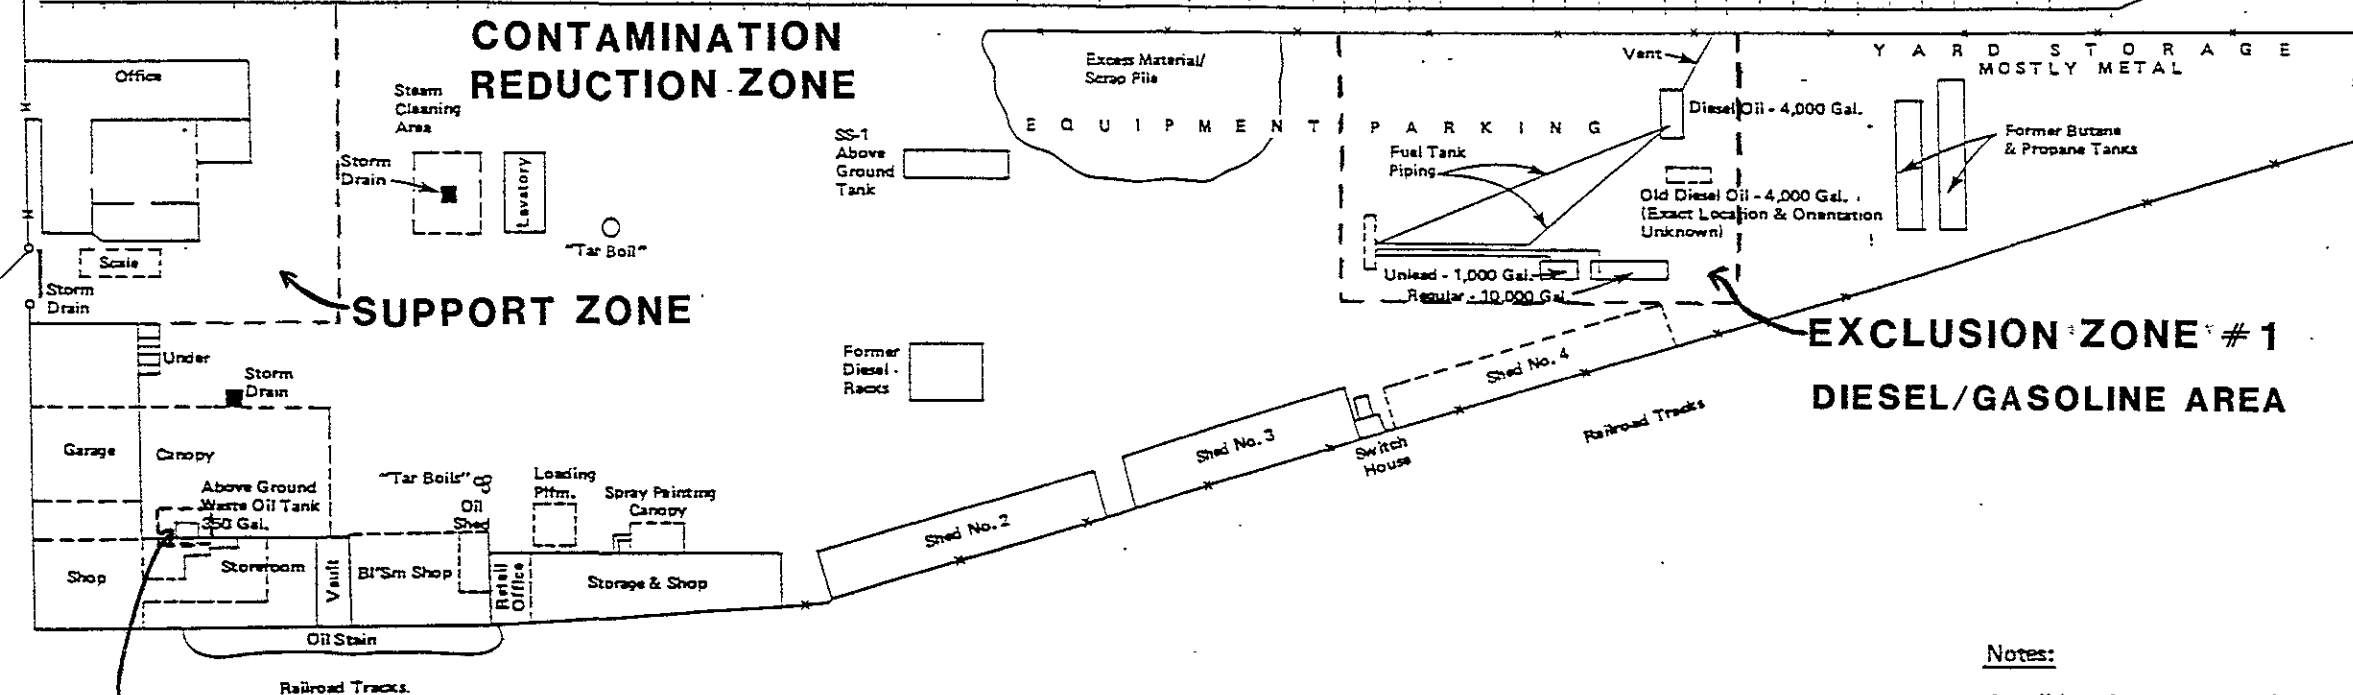 CONTAMINATION
REDUCTION ZONE
Office
Steam
Cleaning
Area
Storm
Drain
Lavatory
"Tar Boil"
SS-1
Above
Ground
Tank
Excess Material/
Scrap Pile
EQUIPMENT PARKING
Vent
Diesel Oil - 4,000 Gal.
Fuel Tank
Piping
Old Diesel Oil - 4,000 Gal.
(Exact Location & Orientation
Unknown)
Unlead - 1,000 Gal.
Regular - 10,000 Gal.
YARD STORAGE
MOSTLY METAL
Former Butane
& Propane Tanks
Scale
Storm
Drain
SUPPORT ZONE
EXCLUSION ZONE #1
DIESEL/GASOLINE AREA
Under
Storm
Drain
Former
Diesel
Racks
Garage
Canopy
Above Ground
Waste Oil Tank
350 Gal.
"Tar Boils"
Oil
Shed
Loading
Pltfm.
Spray Painting
Canopy
Shed No. 2
Shed No. 3
Switch
House
Shed No. 4
Railroad Tracks
Shop
Storeroom
Vault
Bl'Sm Shop
Retail
Office
Storage & Shop
Oil Stain
Railroad Tracks.
Notes: